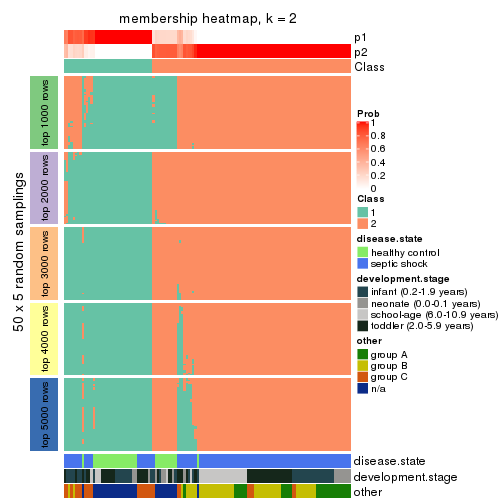 membership heatmap, k = 2
p1
p2
Class
50 x 5 random samplings
top 1000 rows
top 2000 rows
top 3000 rows
top 4000 rows
top 5000 rows
Prob
1
0.8
0.6
0.4
0.2
0
Class
1
2
disease.state
healthy control
septic shock
development.stage
infant (0.2-1.9 years)
neonate (0.0-0.1 years)
school-age (6.0-10.9 years)
toddler (2.0-5.9 years)
other
group A
group B
group C
n/a
disease.state
development.stage
other